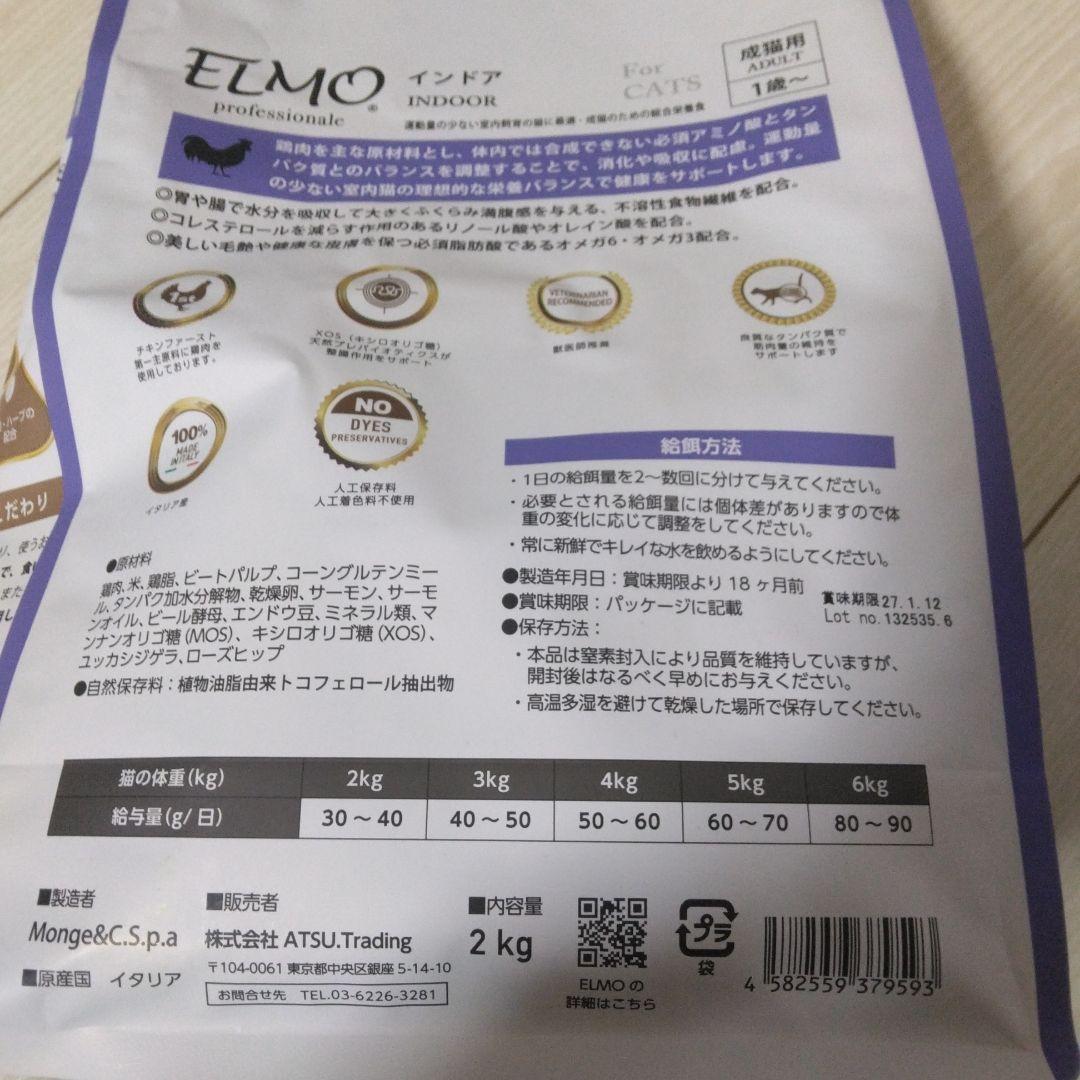 ELMO®
professionale
インドア
INDOOR
For
CATS
成猫用
ADULT
1歳～
運動量の少ない室内飼育の猫に最適・成猫のための総合栄養食
鶏肉を主な原材料とし、体内では合成できない必須アミノ酸とタン
パク質とのバランスを調整することで、消化や吸収に配慮。運動量
の少ない室内猫の理想的な栄養バランスで健康をサポートします。
◎胃や腸で水分を吸収して大きくふくらみ満腹感を与える、不溶性食物繊維を配合。
◎コレステロールを減らす作用のあるリノール酸やオレイン酸を配合。
◎美しい毛艶や健康な皮膚を保つ必須脂肪酸であるオメガ6・オメガ3配合。
1st
チキンファースト
第一主原料に鶏肉を
使用しております。
XOS（キシロオリゴ糖）
天然プレバイオティクスが
整腸作用をサポート
VETERINARIAN
RECOMMENDED
獣医師推薦
良質なタンパク質で
筋肉量の維持を
サポートします
100%
MADE
IN ITALY
イタリア産
NO
DYES
PRESERVATIVES
人工保存料
人工着色料不使用
・ハーブの
配合
こだわり
給餌方法
・1日の給餌量を2～数回に分けて与えてください。
・必要とされる給餌量には個体差がありますので体
重の変化に応じて調整をしてください。
・常に新鮮でキレイな水を飲めるようにしてください。
●製造年月日：賞味期限より18ヶ月前
●賞味期限：パッケージに記載
賞味期限27.1.12
Lot no.132535.6
●保存方法：
・本品は窒素封入により品質を維持していますが、
開封後はなるべく早めにお与えください。
・高温多湿を避けて乾燥した場所で保存してください。
●原材料
鶏肉、米、鶏脂、ビートパルプ、コーングルテンミー
ル、タンパク加水分解物、乾燥卵、サーモン、サーモ
ンオイル、ビール酵母、エンドウ豆、ミネラル類、マ
ンナンオリゴ糖（MOS）、キシロオリゴ糖（XOS）、
ユッカシジゲラ、ローズヒップ
●自然保存料：植物油脂由来トコフェロール抽出物
猫の体重(kg) 2kg 3kg 4kg 5kg 6kg
給与量(g/日) 30～40 40～50 50～60 60～70 80～90
■製造者
Monge&C.S.p.a
■原産国 イタリア
■販売者
株式会社 ATSU.Trading
〒104-0061 東京都中央区銀座 5-14-10
お問合せ先 TEL.03-6226-3281
■内容量
2 kg
ELMO の
詳細はこちら
プラ
袋
4 582559 379593